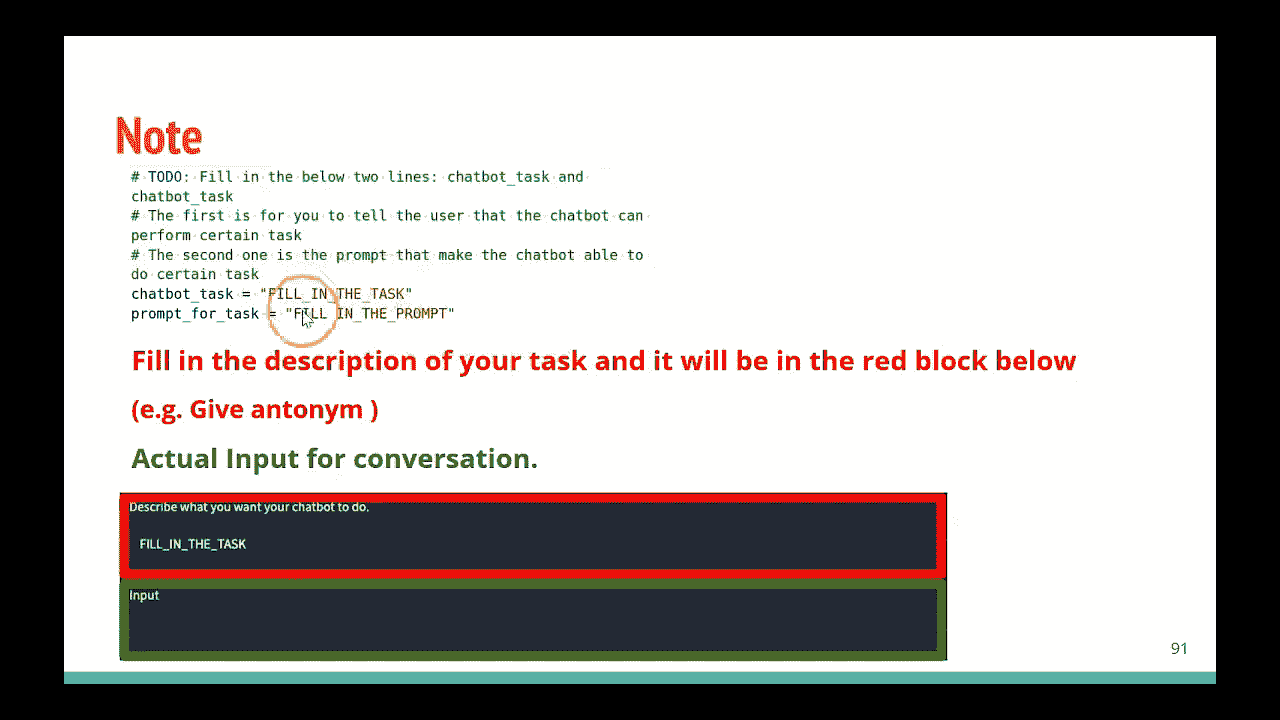 Note
# TODO: Fill in the below two lines: chatbot_task and
chatbot_task
# The first is for you to tell the user that the chatbot can
perform certain task
# The second one is the prompt that make the chatbot able to
do certain task
chatbot_task = "FILL_IN_THE_TASK"
prompt_for_task = "FILL_IN_THE_PROMPT"
Fill in the description of your task and it will be in the red block below
(e.g. Give antonym )
Actual Input for conversation.
Describe what you want your chatbot to do.
FILL_IN_THE_TASK
Input
91